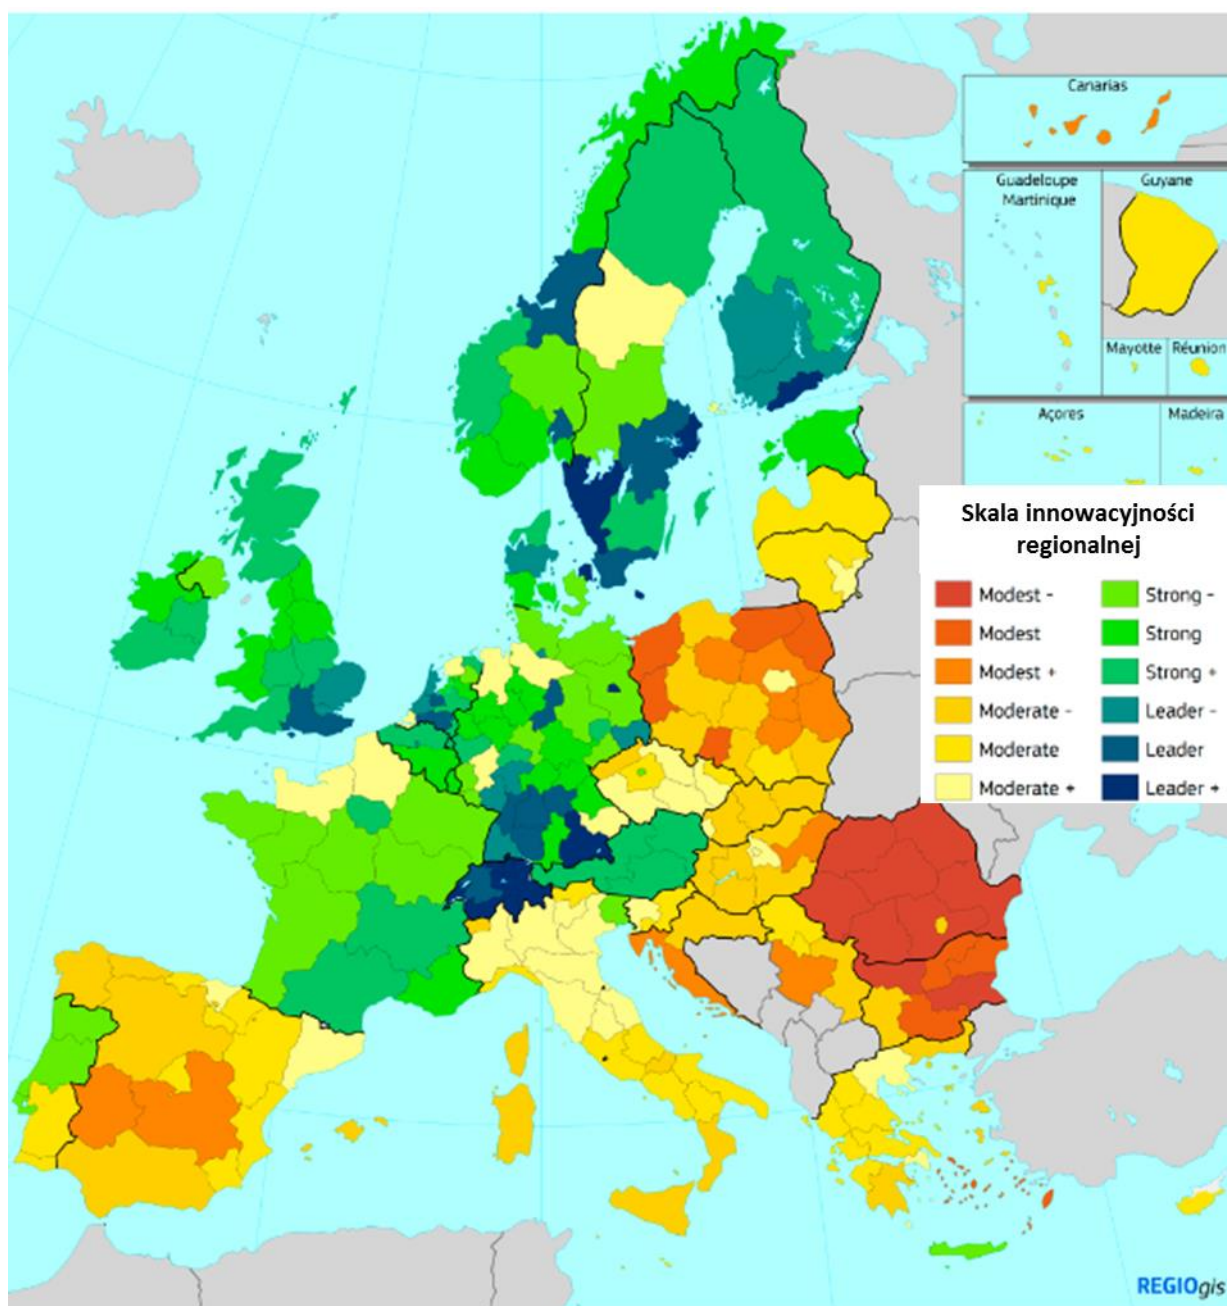 Canarias
Guadeloupe
Martinique
Guyane
Mayotte
Réunion
Açores
Madeira
Skala innowacyjności
regionalnej
Modest -
Strong -
Modest
Strong
Modest +
Strong +
Moderate -
Leader -
Moderate
Leader
Moderate +
Leader +
REGIOgis